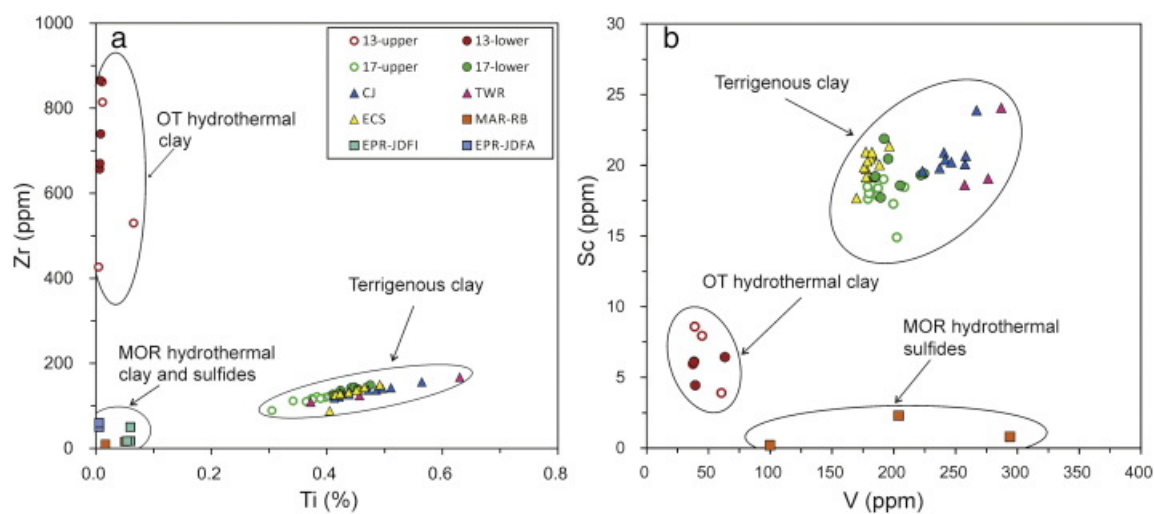 a
1000
800
600
400
200
0
0.0
0.2
0.4
0.6
0.8
Zr (ppm)
Ti (%)
13-upper
13-lower
17-upper
17-lower
CJ
TWR
ECS
MAR-RB
EPR-JDFI
EPR-JDFA
OT hydrothermal
clay
Terrigenous clay
MOR hydrothermal
clay and sulfides
b
30
25
20
15
10
5
0
0
50
100
150
200
250
300
350
400
Sc (ppm)
V (ppm)
Terrigenous clay
OT hydrothermal clay
MOR hydrothermal
sulfides